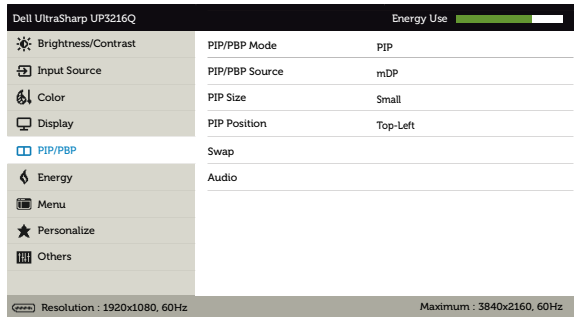 Dell UltraSharp UP3216Q Energy Use
Brightness/Contrast PIP/PBP Mode PIP
Input Source PIP/PBP Source mDP
Color PIP Size Small
Display PIP Position Top-Left
PIP/PBP Swap
Energy Audio
Menu
Personalize
Others
Resolution : 1920x1080, 60Hz Maximum : 3840x2160, 60Hz